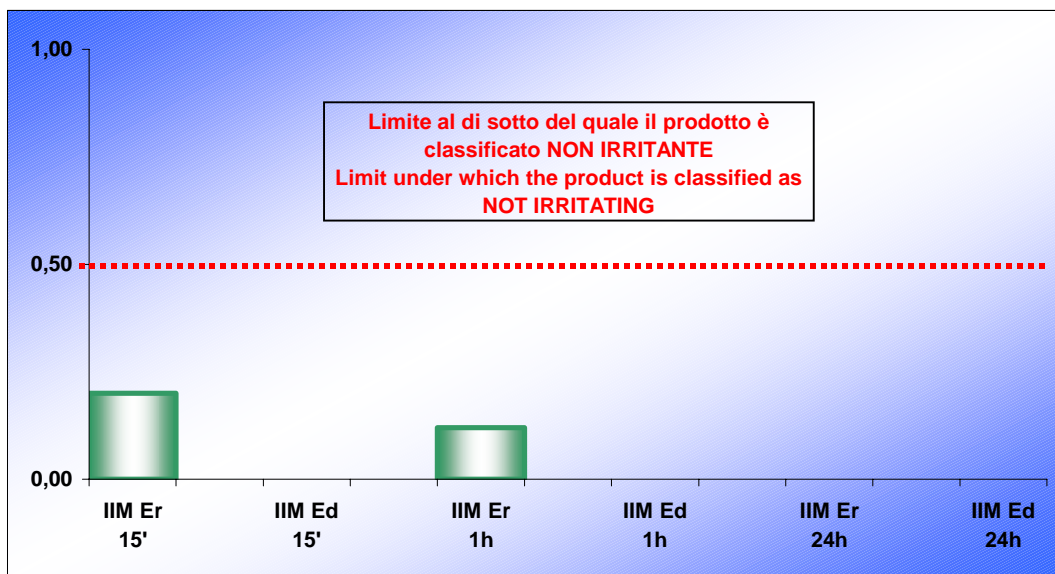 1,00
Limite al di sotto del quale il prodotto è
classificato NON IRRITANTE
Limit under which the product is classified as
NOT IRRITATING
0,50
0,00
IIM Er IIM Ed IIM Er IIM Ed IIM Er IIM Ed
15' 15' 1h 1h 24h 24h